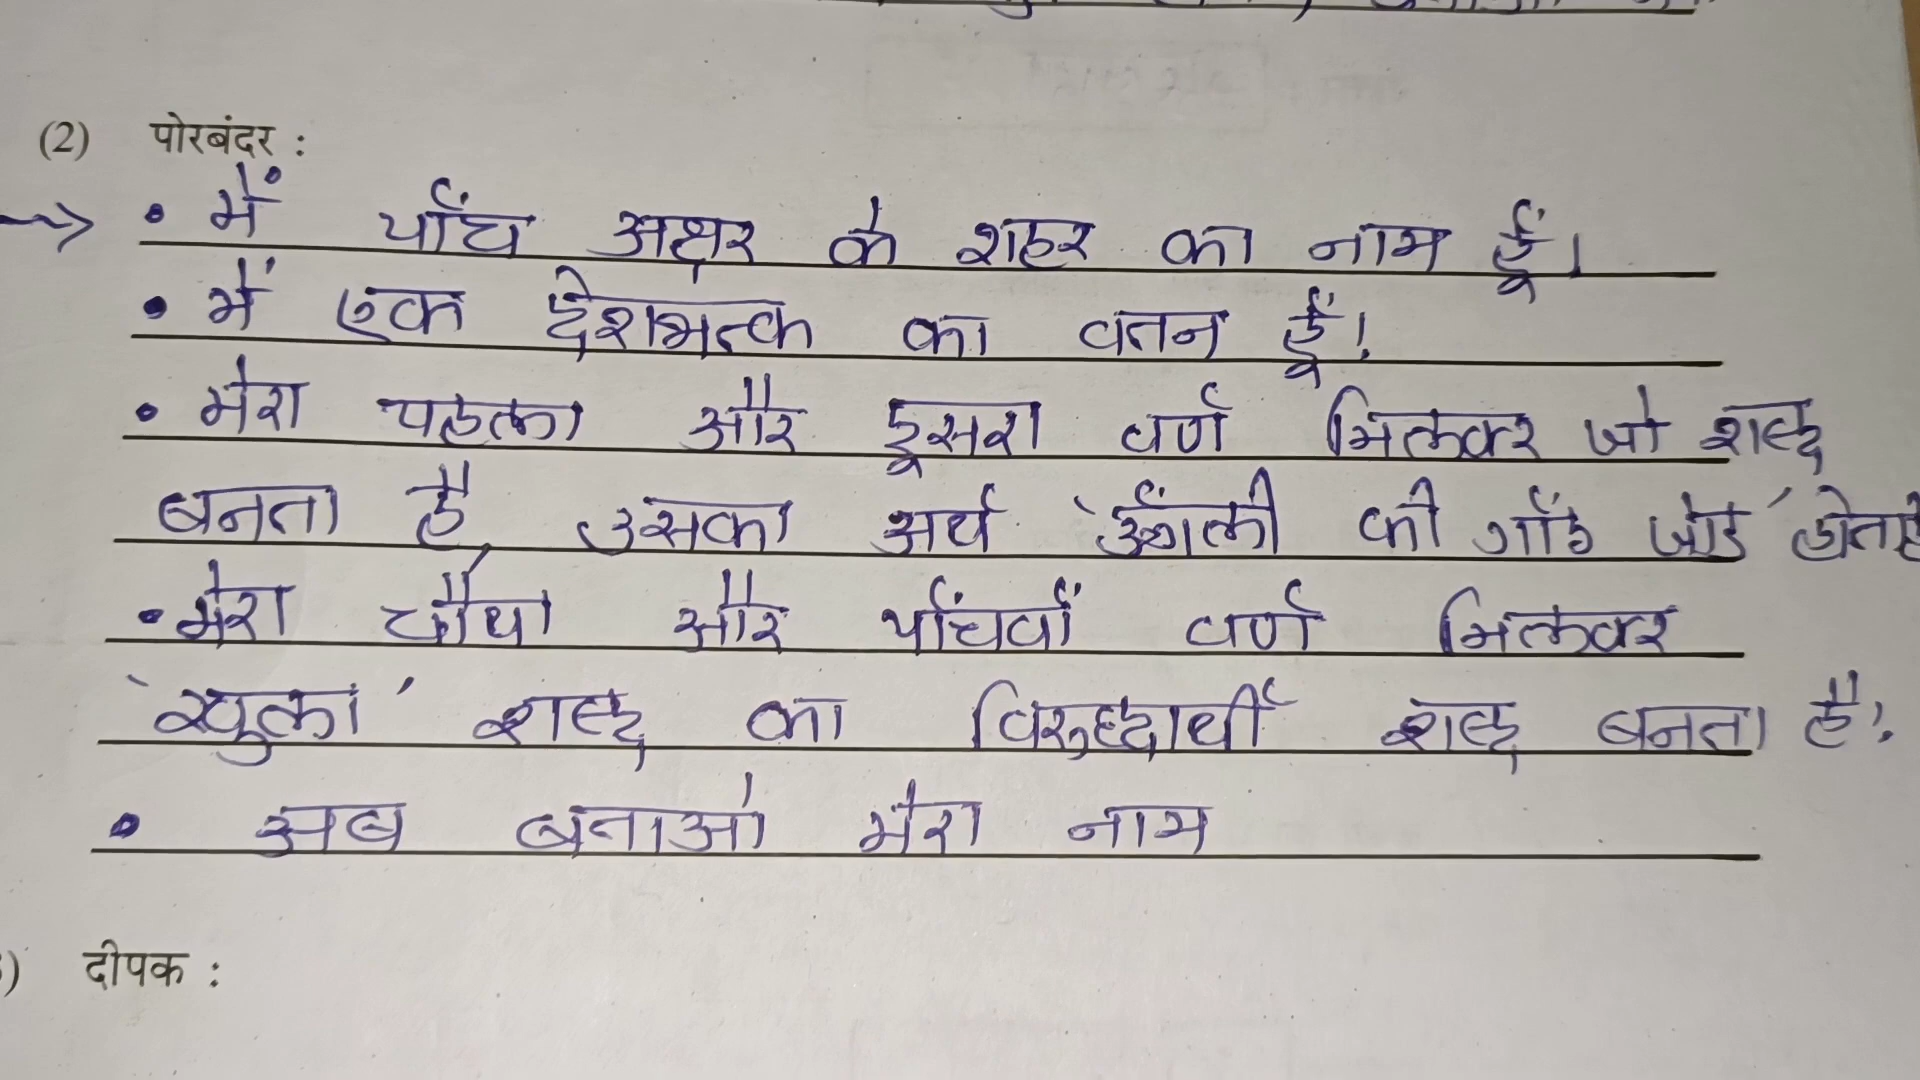 (2) पोरबंदर :
• मैं पाँच अक्षर के शहर का नाम हूँ।
• मैं एक देशभक्त का वतन हूँ।
• मेरा पहला और दूसरा वर्ण मिलकर जो शब्द
बनता है, उसका अर्थ 'उँगली की गाँठ जोड' होता है
• मेरा चौथा और पाँचवाँ वर्ण मिलकर
'खुला' शब्द का विरुद्धार्थी शब्द बनता है।
• अब बताओ मेरा नाम
) दीपक :